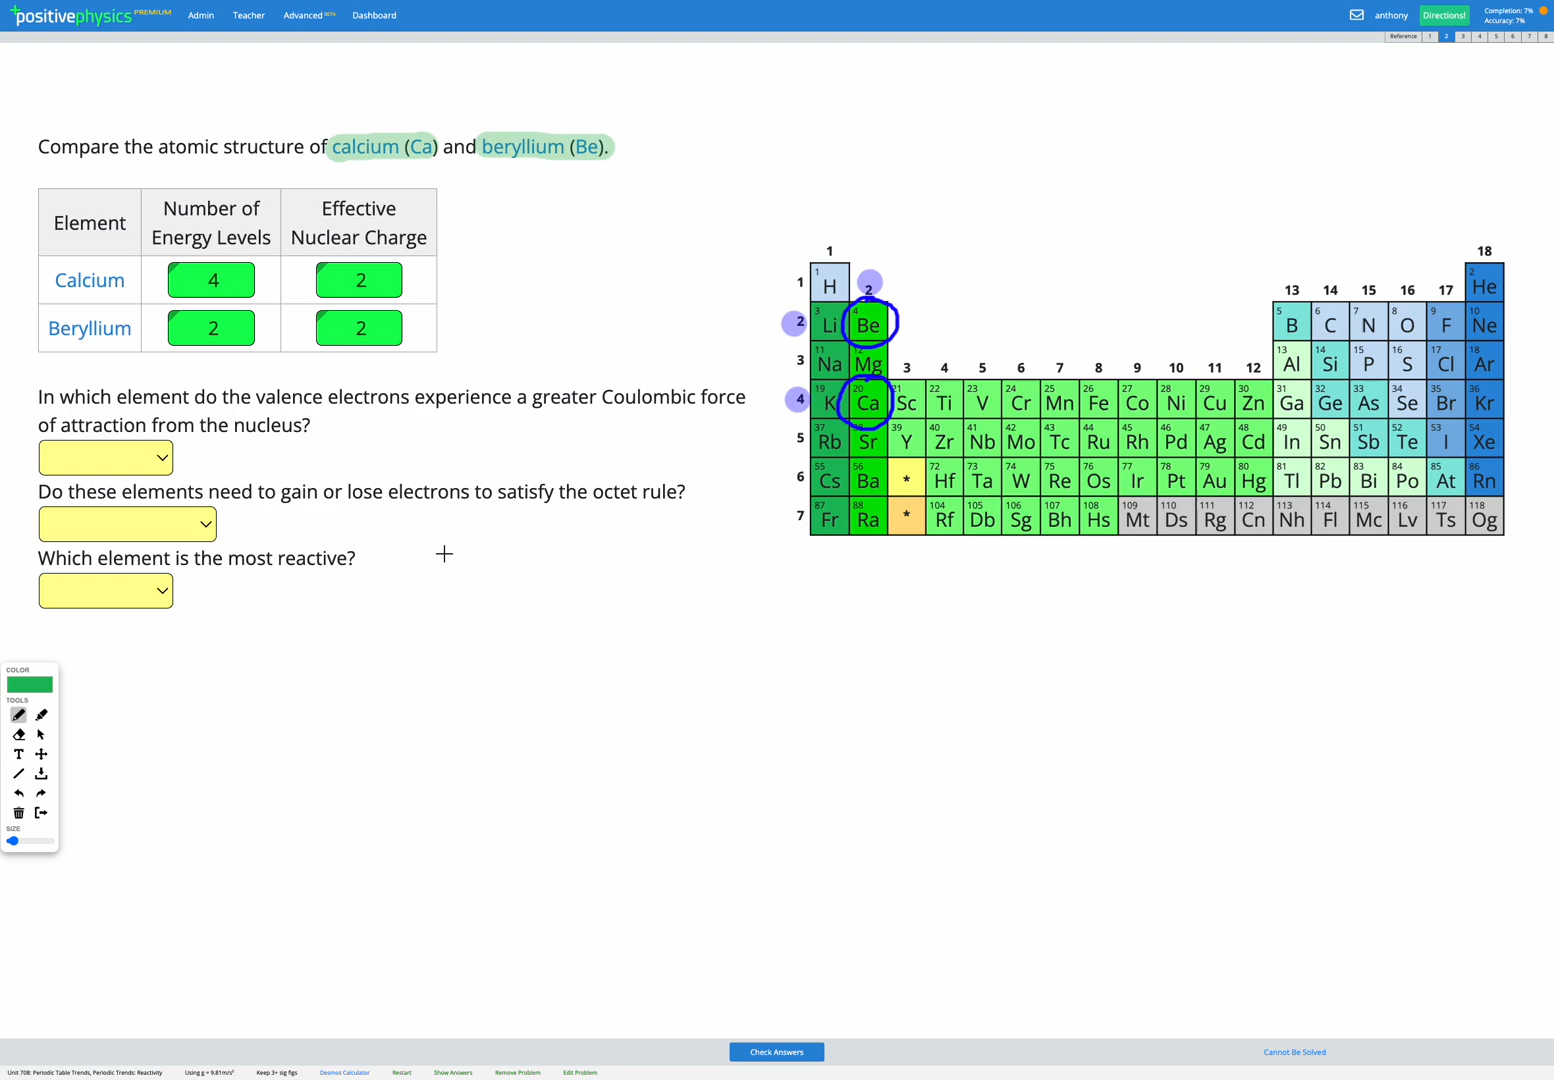 +positivephysics PREMIUM Admin Teacher Advanced BETA Dashboard anthony Directions! Completion: 7%
Accuracy: 7%
Reference 1 2 3 4 5 6 7 8
Compare the atomic structure of calcium (Ca) and beryllium (Be).
Element Number of Energy Levels Effective Nuclear Charge
Calcium 4 2
Beryllium 2 2
In which element do the valence electrons experience a greater Coulombic force
of attraction from the nucleus?
Do these elements need to gain or lose electrons to satisfy the octet rule?
Which element is the most reactive?
1 18
1 1 H 2 13 14 15 16 17 2 He
2 3 Li 4 Be 5 B 6 C 7 N 8 O 9 F 10 Ne
3 11 Na 12 Mg 3 4 5 6 7 8 9 10 11 12 13 Al 14 Si 15 P 16 S 17 Cl 18 Ar
4 19 K 20 Ca 21 Sc 22 Ti 23 V 24 Cr 25 Mn 26 Fe 27 Co 28 Ni 29 Cu 30 Zn 31 Ga 32 Ge 33 As 34 Se 35 Br 36 Kr
5 37 Rb 38 Sr 39 Y 40 Zr 41 Nb 42 Mo 43 Tc 44 Ru 45 Rh 46 Pd 47 Ag 48 Cd 49 In 50 Sn 51 Sb 52 Te 53 I 54 Xe
6 55 Cs 56 Ba * 72 Hf 73 Ta 74 W 75 Re 76 Os 77 Ir 78 Pt 79 Au 80 Hg 81 Tl 82 Pb 83 Bi 84 Po 85 At 86 Rn
7 87 Fr 88 Ra * 104 Rf 105 Db 106 Sg 107 Bh 108 Hs 109 Mt 110 Ds 111 Rg 112 Cn 113 Nh 114 Fl 115 Mc 116 Lv 117 Ts 118 Og
COLOR
TOOLS
T
SIZE
Check Answers Cannot Be Solved
Unit 708: Periodic Table Trends, Periodic Trends: Reactivity Using g = 9.81m/s² Keep 3+ sig figs Desmos Calculator Restart Show Answers Remove Problem Edit Problem